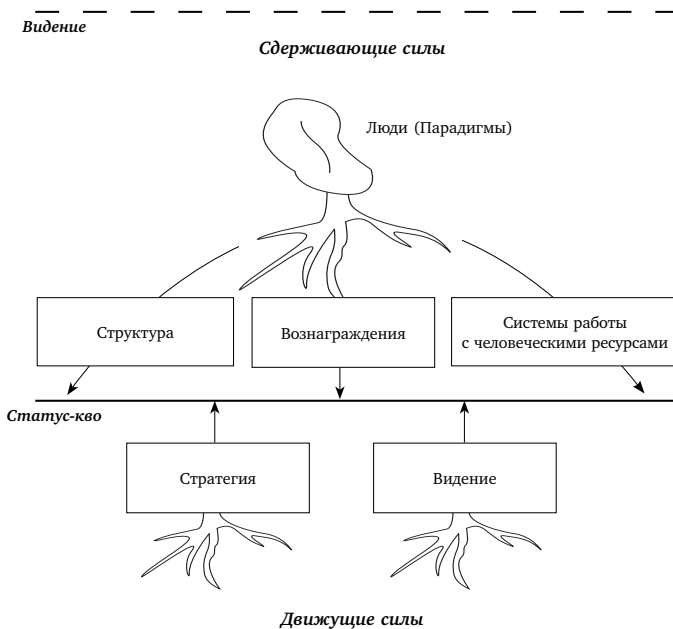 Видение
Сдерживающие силы
Люди (Парадигмы)
Структура
Вознаграждения
Системы работы
с человеческими ресурсами
Статус-кво
Стратегия
Видение
Движущие силы